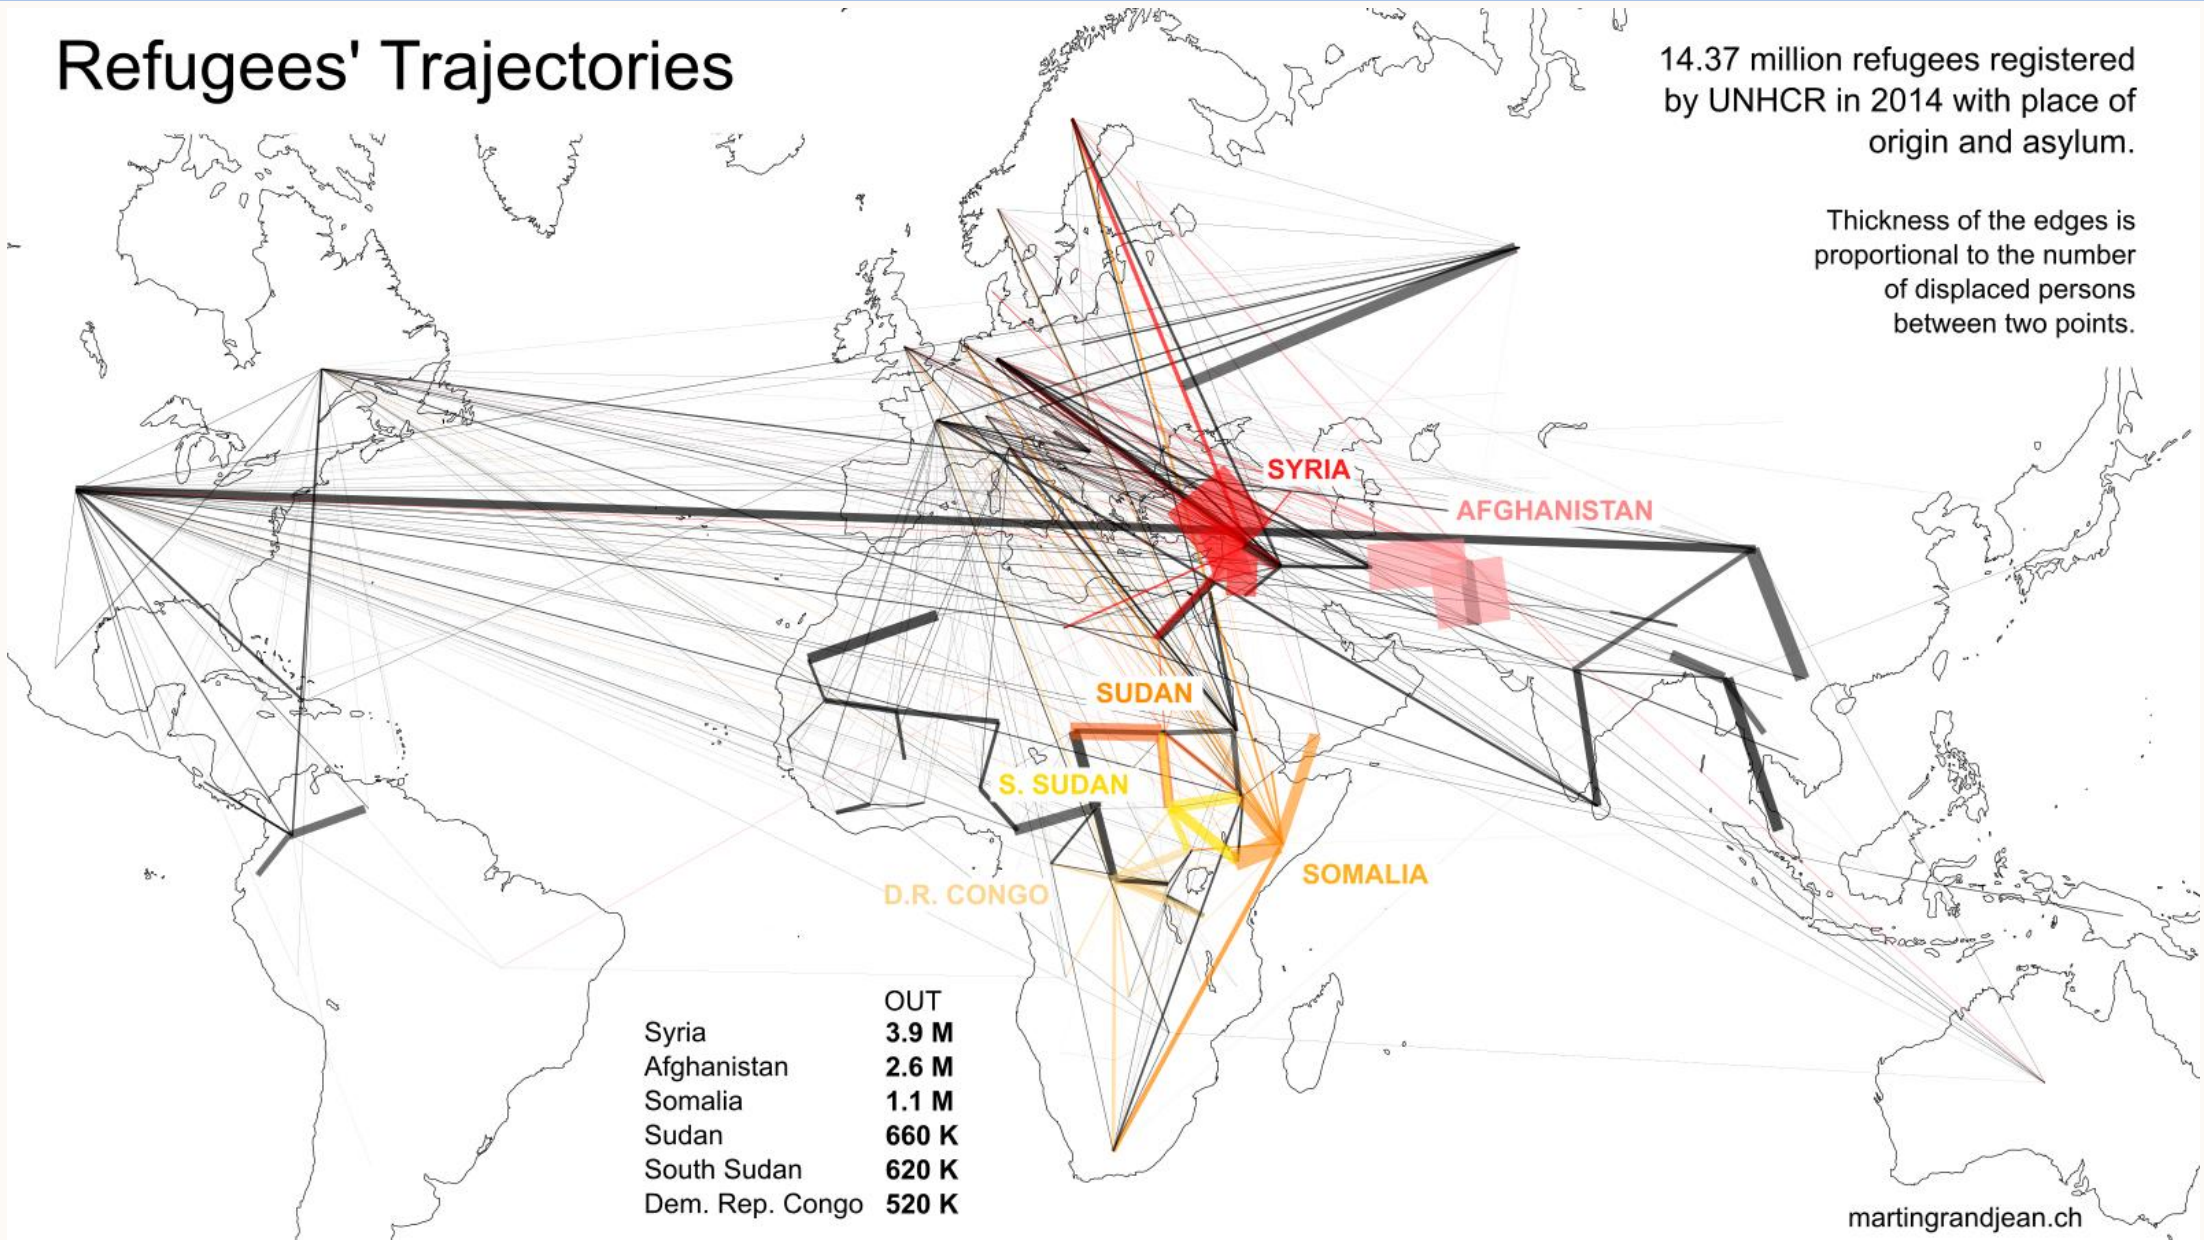 Refugees' Trajectories
14.37 million refugees registered
by UNHCR in 2014 with place of
origin and asylum.
Thickness of the edges is
proportional to the number
of displaced persons
between two points.
SYRIA
AFGHANISTAN
SUDAN
S. SUDAN
SOMALIA
D.R. CONGO
OUT
Syria 3.9 M
Afghanistan 2.6 M
Somalia 1.1 M
Sudan 660 K
South Sudan 620 K
Dem. Rep. Congo 520 K
martingrandjean.ch